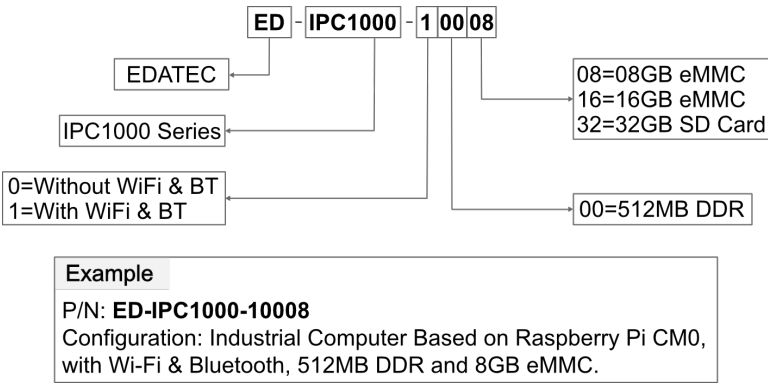 ED - IPC1000 - 1 00 08
EDATEC
08=08GB eMMC
16=16GB eMMC
32=32GB SD Card
IPC1000 Series
0=Without WiFi & BT
1=With WiFi & BT
00=512MB DDR
Example
P/N: ED-IPC1000-10008
Configuration: Industrial Computer Based on Raspberry Pi CM0,
with Wi-Fi & Bluetooth, 512MB DDR and 8GB eMMC.